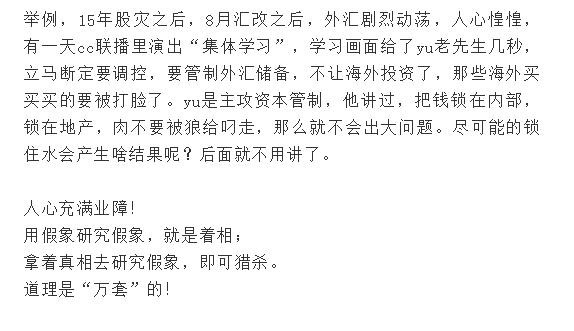 举例，15年股灾之后，8月汇改之后，外汇剧烈动荡，人心惶惶，
有一天cc联播里演出“集体学习”，学习画面给了yu老先生几秒，
立马断定要调控，要管制外汇储备，不让海外投资了，那些海外买
买买的要被打脸了。yu是主攻资本管制，他讲过，把钱锁在内部，
锁在地产，肉不要被狼给叼走，那么就不会出大问题。尽可能的锁
住水会产生啥结果呢？后面就不用讲了。
人心充满业障！
用假象研究假象，就是着相；
拿着真相去研究假象，即可猎杀。
道理是“万套”的！